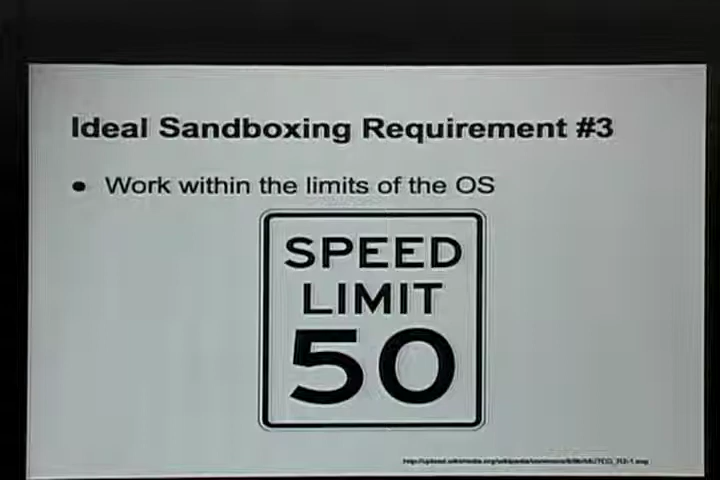 Ideal Sandboxing Requirement #3
● Work within the limits of the OS
SPEED
LIMIT
50